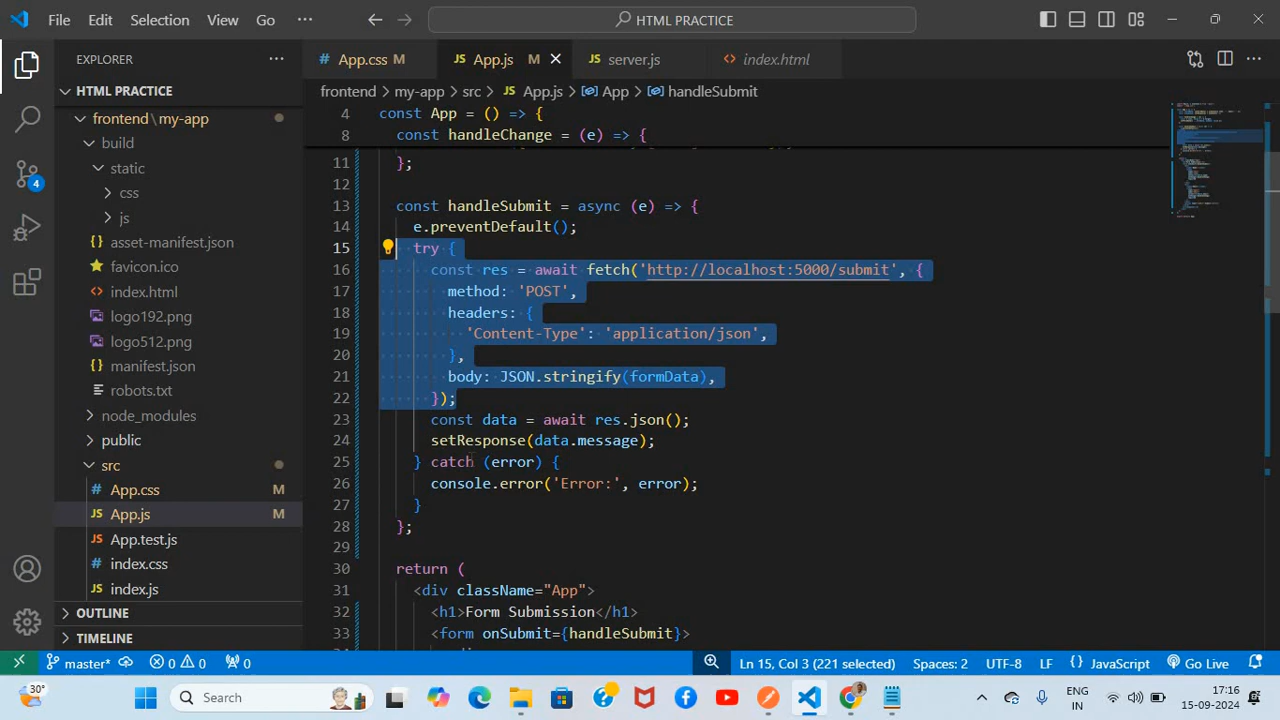 File Edit Selection View Go
HTML PRACTICE
EXPLORER
App.css M
JS App.js M
JS server.js
index.html
HTML PRACTICE
frontend > my-app > src > JS App.js > App > handleSubmit
frontend\my-app
build
static
css
js
asset-manifest.json
favicon.ico
index.html
logo192.png
logo512.png
manifest.json
robots.txt
node_modules
public
src
App.css M
JS App.js M
JS App.test.js
index.css
JS index.js
OUTLINE
TIMELINE
4
4 const App = () => {
8 const handleChange = (e) => {
11 };
12
13 const handleSubmit = async (e) => {
14 e.preventDefault();
15 try {
16 const res = await fetch('http://localhost:5000/submit', {
17 method: 'POST',
18 headers: {
19 'Content-Type': 'application/json',
20 },
21 body: JSON.stringify(formData),
22 });
23 const data = await res.json();
24 setResponse(data.message);
25 } catch (error) {
26 console.error('Error:', error);
27 }
28 };
29
30 return (
31 <div className="App">
32 <h1>Form Submission</h1>
33 <form onSubmit={handleSubmit}>
master* 0 0 0
Ln 15, Col 3 (221 selected) Spaces: 2 UTF-8 LF {} JavaScript Go Live
30° Search
ENG
IN
17:16
15-09-2024